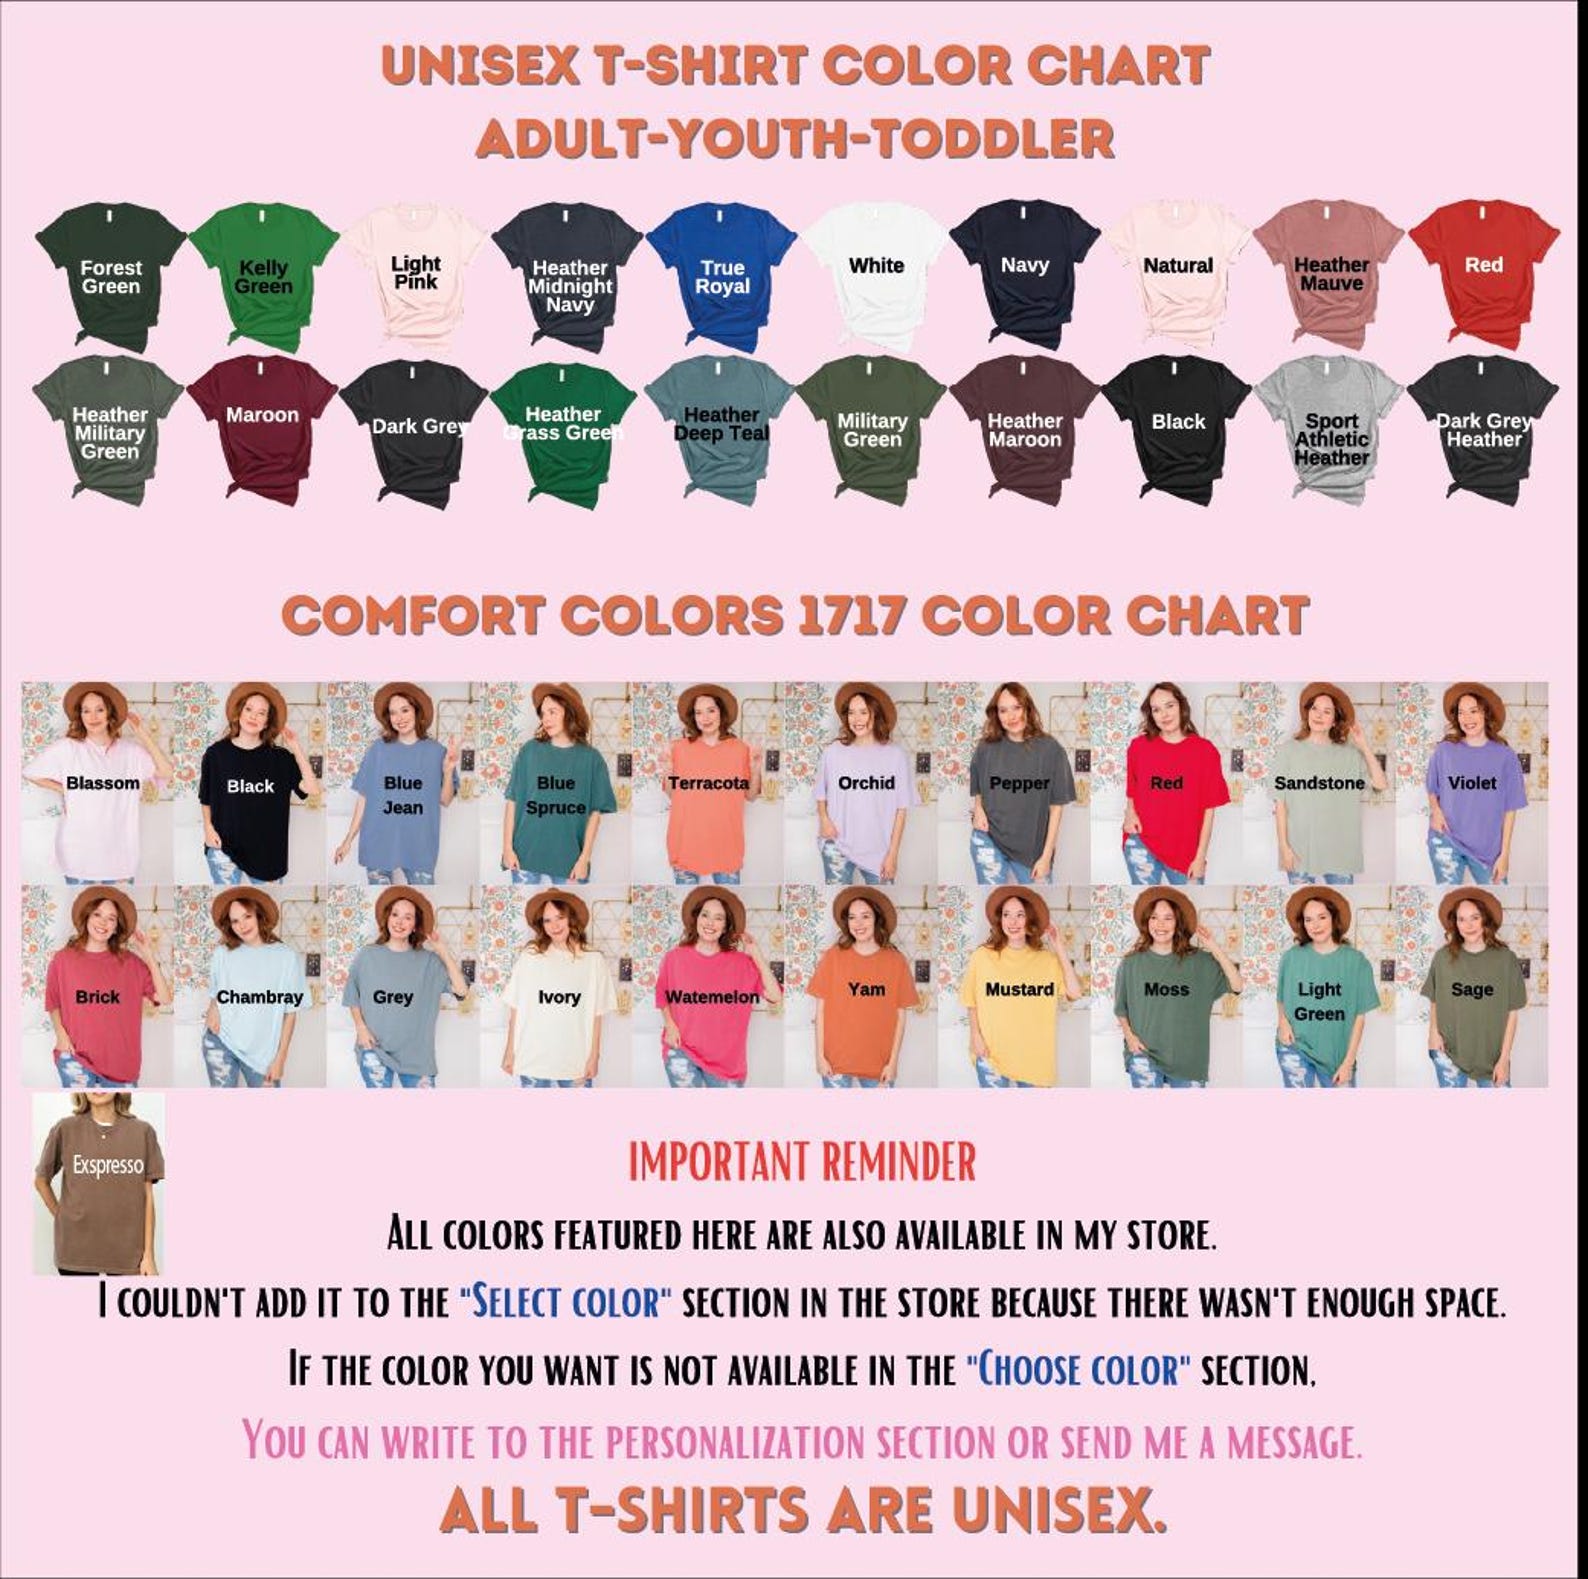 UNISEX T-SHIRT COLOR CHART
ADULT-YOUTH-TODDLER
Forest
Green
Kelly
Green
Light
Pink
Heather
Midnight
Navy
True
Royal
White
Navy
Natural
Heather
Mauve
Red
Heather
Military
Green
Maroon
Dark Grey
Heather
Grass Green
Heather
Deep Teal
Military
Green
Heather
Maroon
Black
Sport
Athletic
Heather
Dark Grey
Heather
COMFORT COLORS 1717 COLOR CHART
Blassom
Black
Blue
Jean
Blue
Spruce
Terracota
Orchid
Pepper
Red
Sandstone
Violet
Brick
Chambray
Grey
Ivory
Watemelon
Yam
Mustard
Moss
Light
Green
Sage
Exspresso
IMPORTANT REMINDER
ALL COLORS FEATURED HERE ARE ALSO AVAILABLE IN MY STORE.
I COULDN'T ADD IT TO THE "SELECT COLOR" SECTION IN THE STORE BECAUSE THERE WASN'T ENOUGH SPACE.
IF THE COLOR YOU WANT IS NOT AVAILABLE IN THE "CHOOSE COLOR" SECTION,
YOU CAN WRITE TO THE PERSONALIZATION SECTION OR SEND ME A MESSAGE.
ALL T-SHIRTS ARE UNISEX.